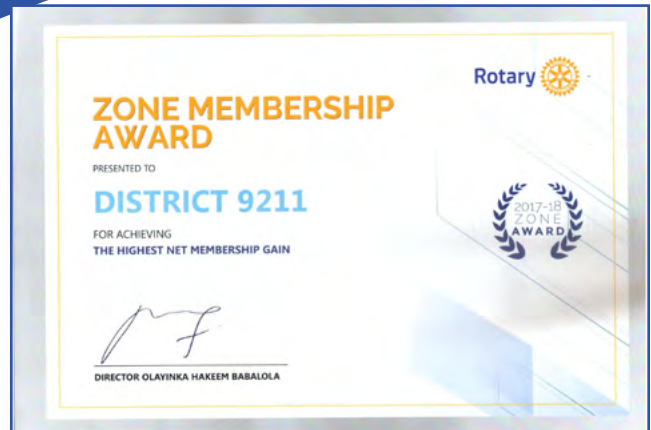 Rotary
ZONE MEMBERSHIP
AWARD
PRESENTED TO
DISTRICT 9211
FOR ACHIEVING
THE HIGHEST NET MEMBERSHIP GAIN
2017-18
ZONE
AWARD
DIRECTOR OLAYINKA HAKEEM BABALOLA